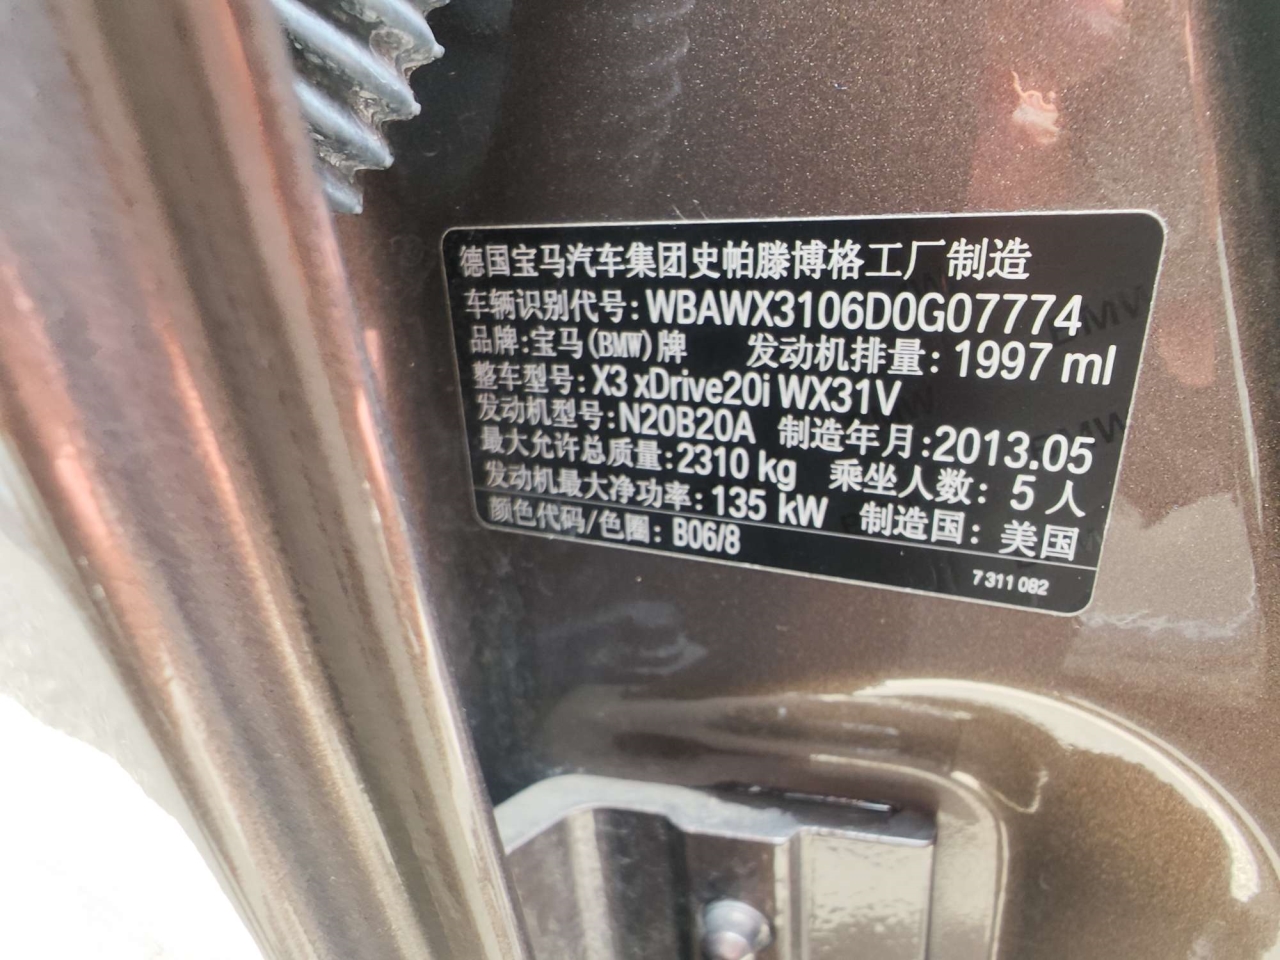 德国宝马汽车集团史帕滕博格工厂制造
车辆识别代号:WBAWX3106D0G07774
品牌:宝马(BMW)牌 发动机排量: 1997 ml
整车型号: X3 xDrive20i WX31V
发动机型号:N20B20A 制造年月:2013.05
最大允许总质量:2310 kg 乘坐人数: 5 人
发动机最大净功率: 135 kW 制造国: 美国
颜色代码/色圈: B06/8
7 311 082